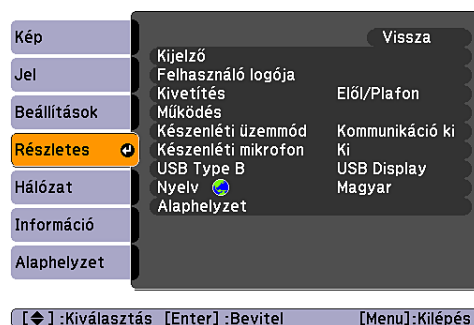 Kép
Jel
Beállítások
Részletes
Hálózat
Információ
Alaphelyzet
Vissza
Kijelző
Felhasználó logója
Kivetítés Elől/Plafon
Működés
Készenléti üzemmód Kommunikáció ki
Készenléti mikrofon Ki
USB Type B USB Display
Nyelv Magyar
Alaphelyzet
[◆] :Kiválasztás [Enter] :Bevitel [Menu]:Kilépés